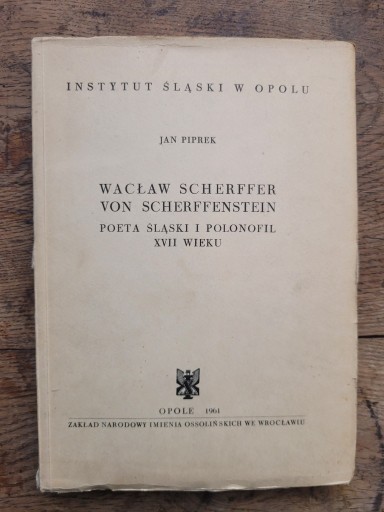 INSTYTUT ŚLĄSKI W OPOLU
JAN PIPREK
WACŁAW SCHERFFER
VON SCHERFFENSTEIN
POETA ŚLĄSKI I POLONOFIL
XVII WIEKU
OPOLE 1961
ZAKŁAD NARODOWY IMIENIA OSSOLIŃSKICH WE WROCŁAWIU